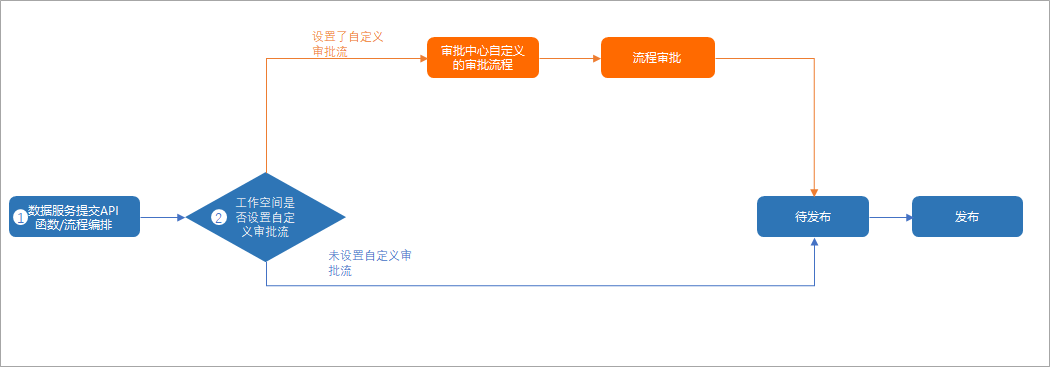 设置了自定义
审批流
审批中心自定义
的审批流程
流程审批
1
数据服务提交API
函数/流程编排
2
工作空间是
否设置自定
义审批流
待发布
发布
未设置自定义审
批流